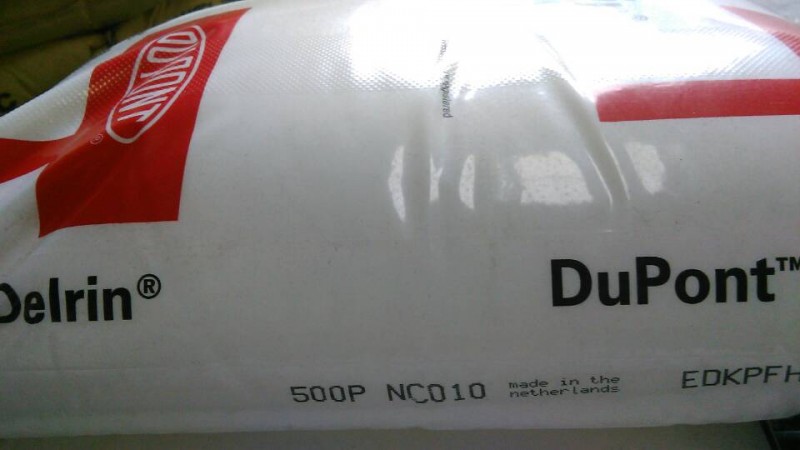 DUPONT
Delrin®
DuPont™
500P NC010
made in the
netherlands
EDKPFH